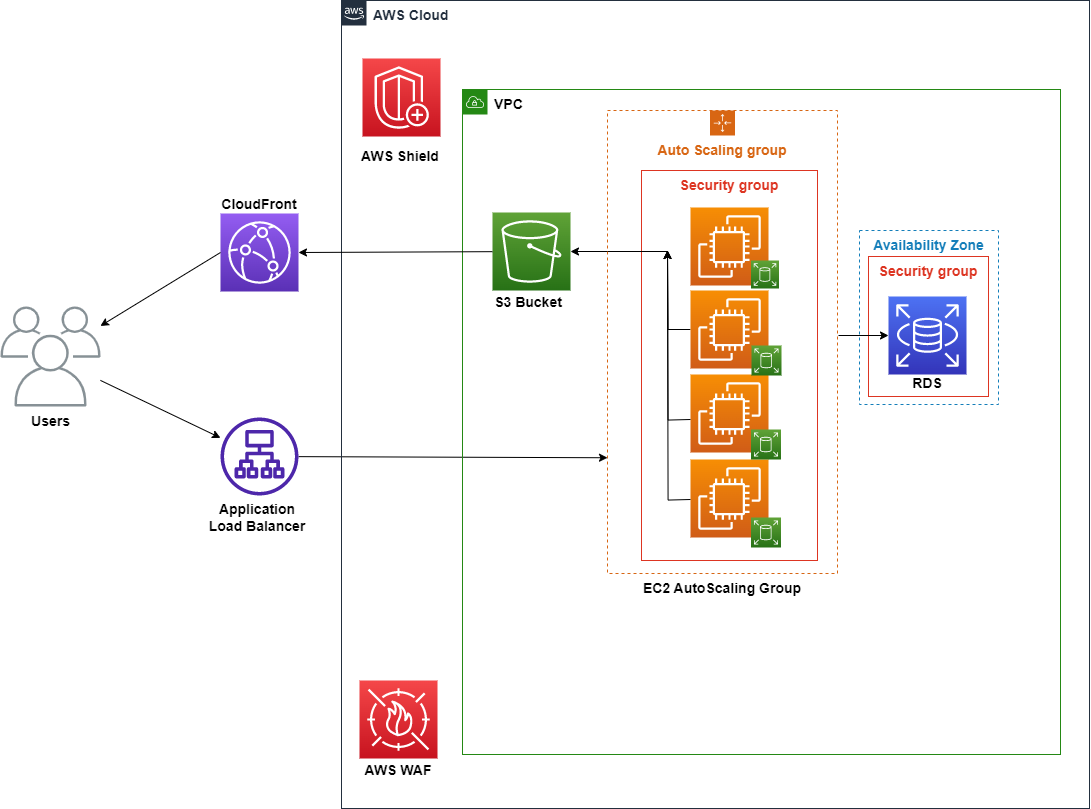 aws
AWS Cloud
AWS Shield
VPC
Auto Scaling group
Security group
CloudFront
S3 Bucket
Availability Zone
Security group
RDS
Users
Application
Load Balancer
EC2 AutoScaling Group
AWS WAF